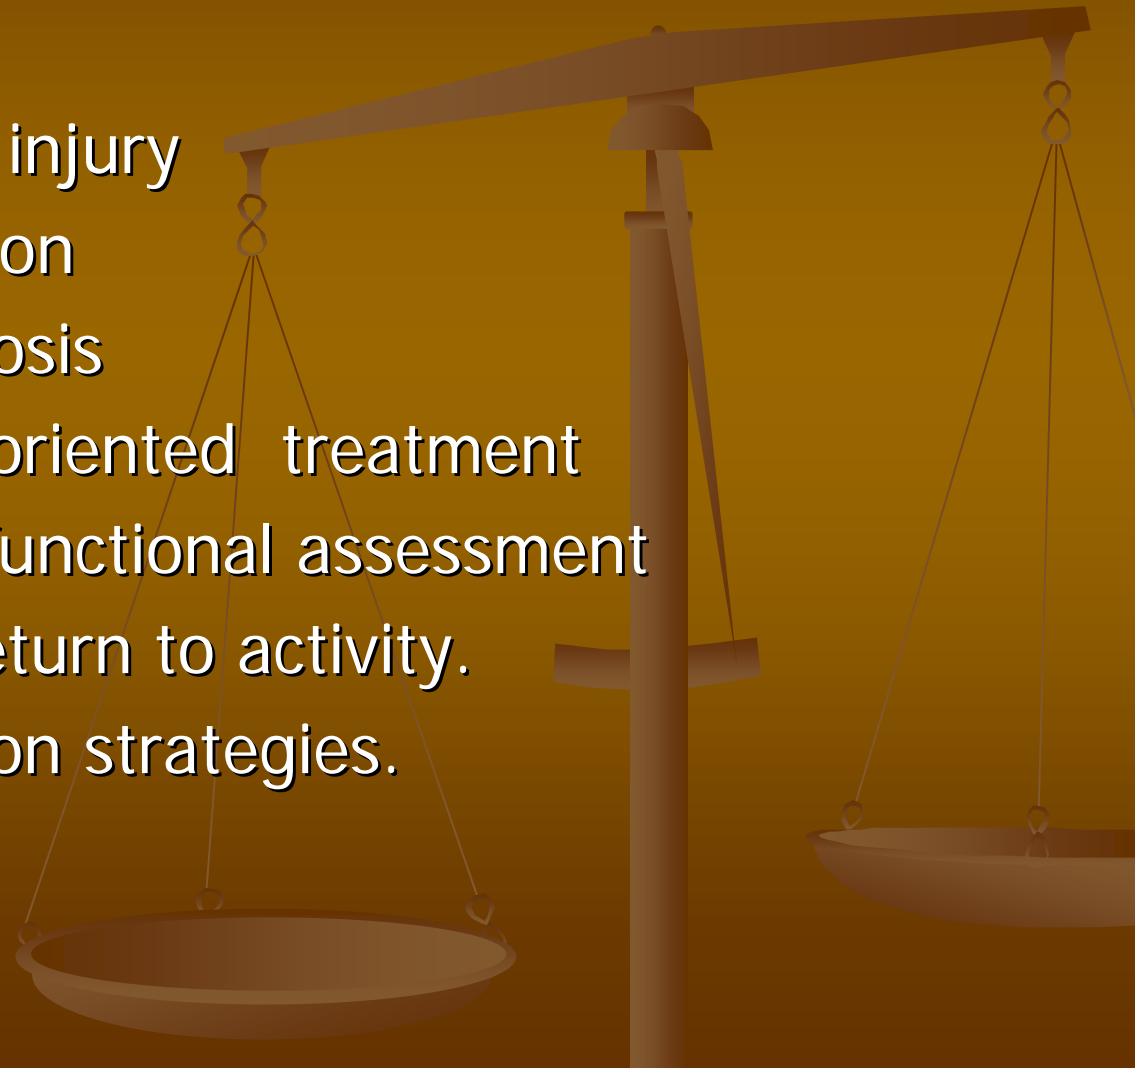 injury
on
osis
oriented treatment
unctional assessment
eturn to activity.
on strategies.